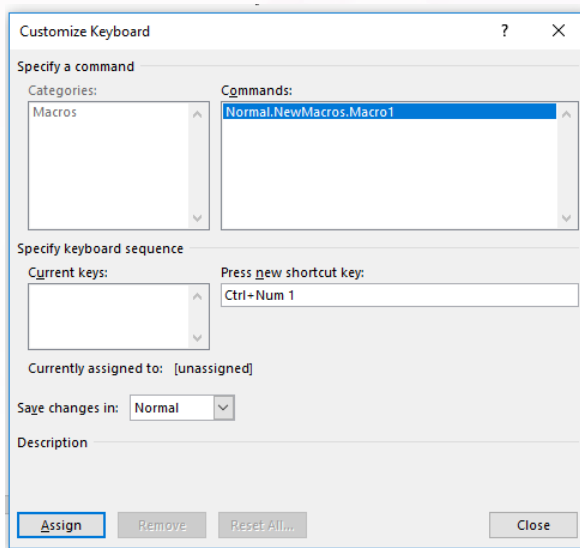 Customize Keyboard ?
Specify a command
Categories: Commands:
Macros Normal.NewMacros.Macro1
Specify keyboard sequence
Current keys: Press new shortcut key:
Ctrl+Num 1
Currently assigned to: [unassigned]
Save changes in: Normal
Description
Assign Remove Reset All... Close